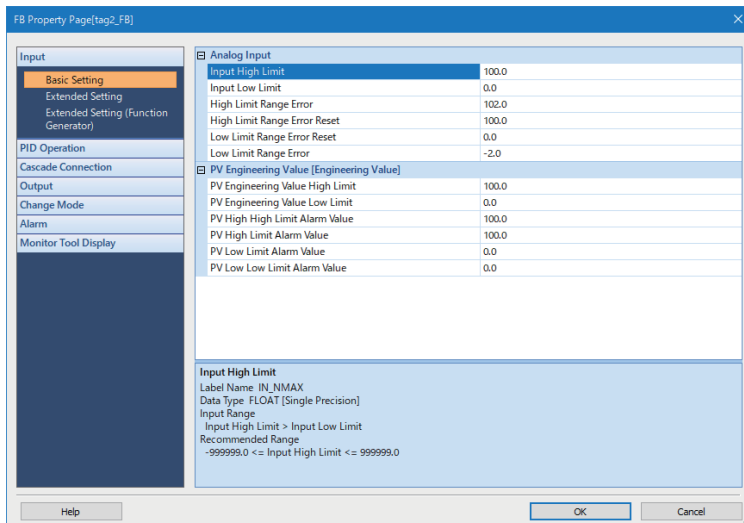 FB Property Page[tag2_FB]
Input
Basic Setting
Extended Setting
Extended Setting (Function
Generator)
PID Operation
Cascade Connection
Output
Change Mode
Alarm
Monitor Tool Display
Analog Input
Input High Limit 100.0
Input Low Limit 0.0
High Limit Range Error 102.0
High Limit Range Error Reset 100.0
Low Limit Range Error Reset 0.0
Low Limit Range Error -2.0
PV Engineering Value [Engineering Value]
PV Engineering Value High Limit 100.0
PV Engineering Value Low Limit 0.0
PV High High Limit Alarm Value 100.0
PV High Limit Alarm Value 100.0
PV Low Limit Alarm Value 0.0
PV Low Low Limit Alarm Value 0.0
Input High Limit
Label Name IN_NMAX
Data Type FLOAT [Single Precision]
Input Range
Input High Limit > Input Low Limit
Recommended Range
-999999.0 <= Input High Limit <= 999999.0
Help
OK
Cancel